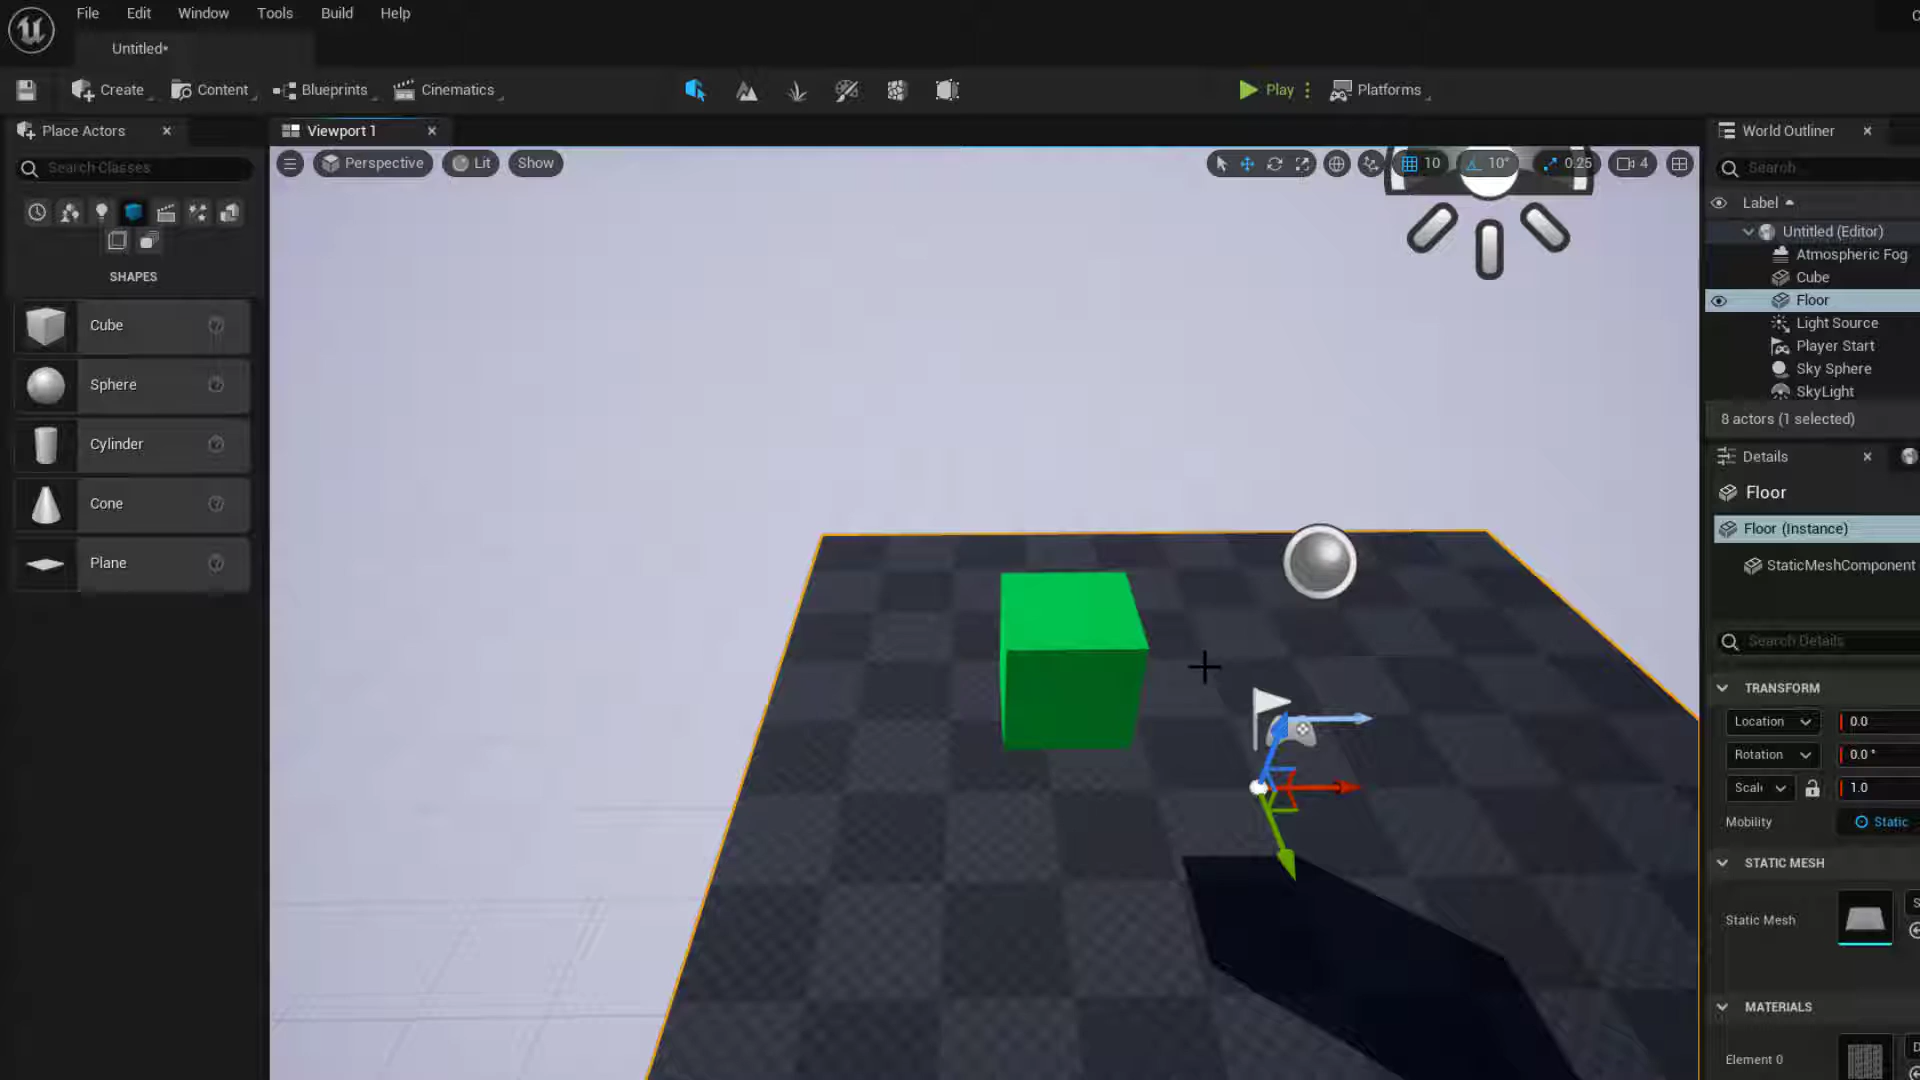 File Edit Window Tools Build Help
Untitled*
Create Content Blueprints Cinematics Play Platforms
Place Actors Viewport 1 World Outliner
Search Classes Perspective Lit Show 10 10° 0.25 4 Search
Label
Untitled (Editor)
Atmospheric Fog
Cube
Floor
Light Source
Player Start
Sky Sphere
SkyLight
8 actors (1 selected)
SHAPES
Cube
Sphere
Cylinder
Cone
Plane
Details
Floor
Floor (Instance)
StaticMeshComponent
Search Details
TRANSFORM
Location 0.0
Rotation 0.0 °
Scale 1.0
Mobility Static
STATIC MESH
Static Mesh
MATERIALS
Element 0